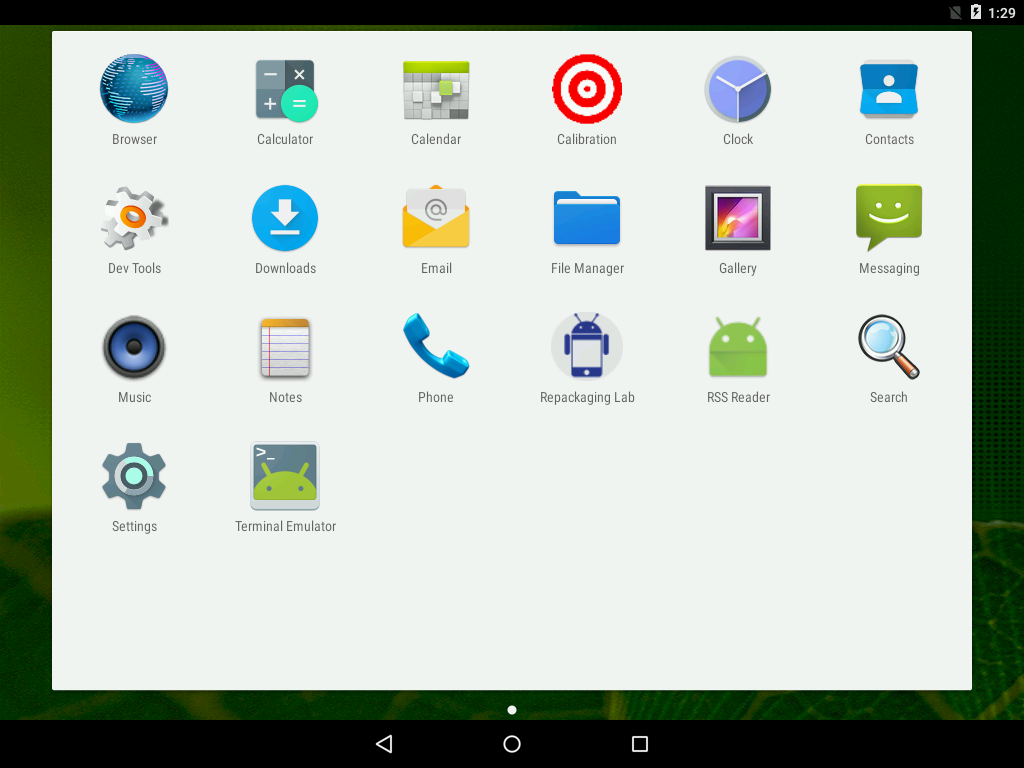 1:29
Browser
Calculator
Calendar
Calibration
Clock
Contacts
Dev Tools
Downloads
Email
File Manager
Gallery
Messaging
Music
Notes
Phone
Repackaging Lab
RSS Reader
Search
Settings
>_
Terminal Emulator